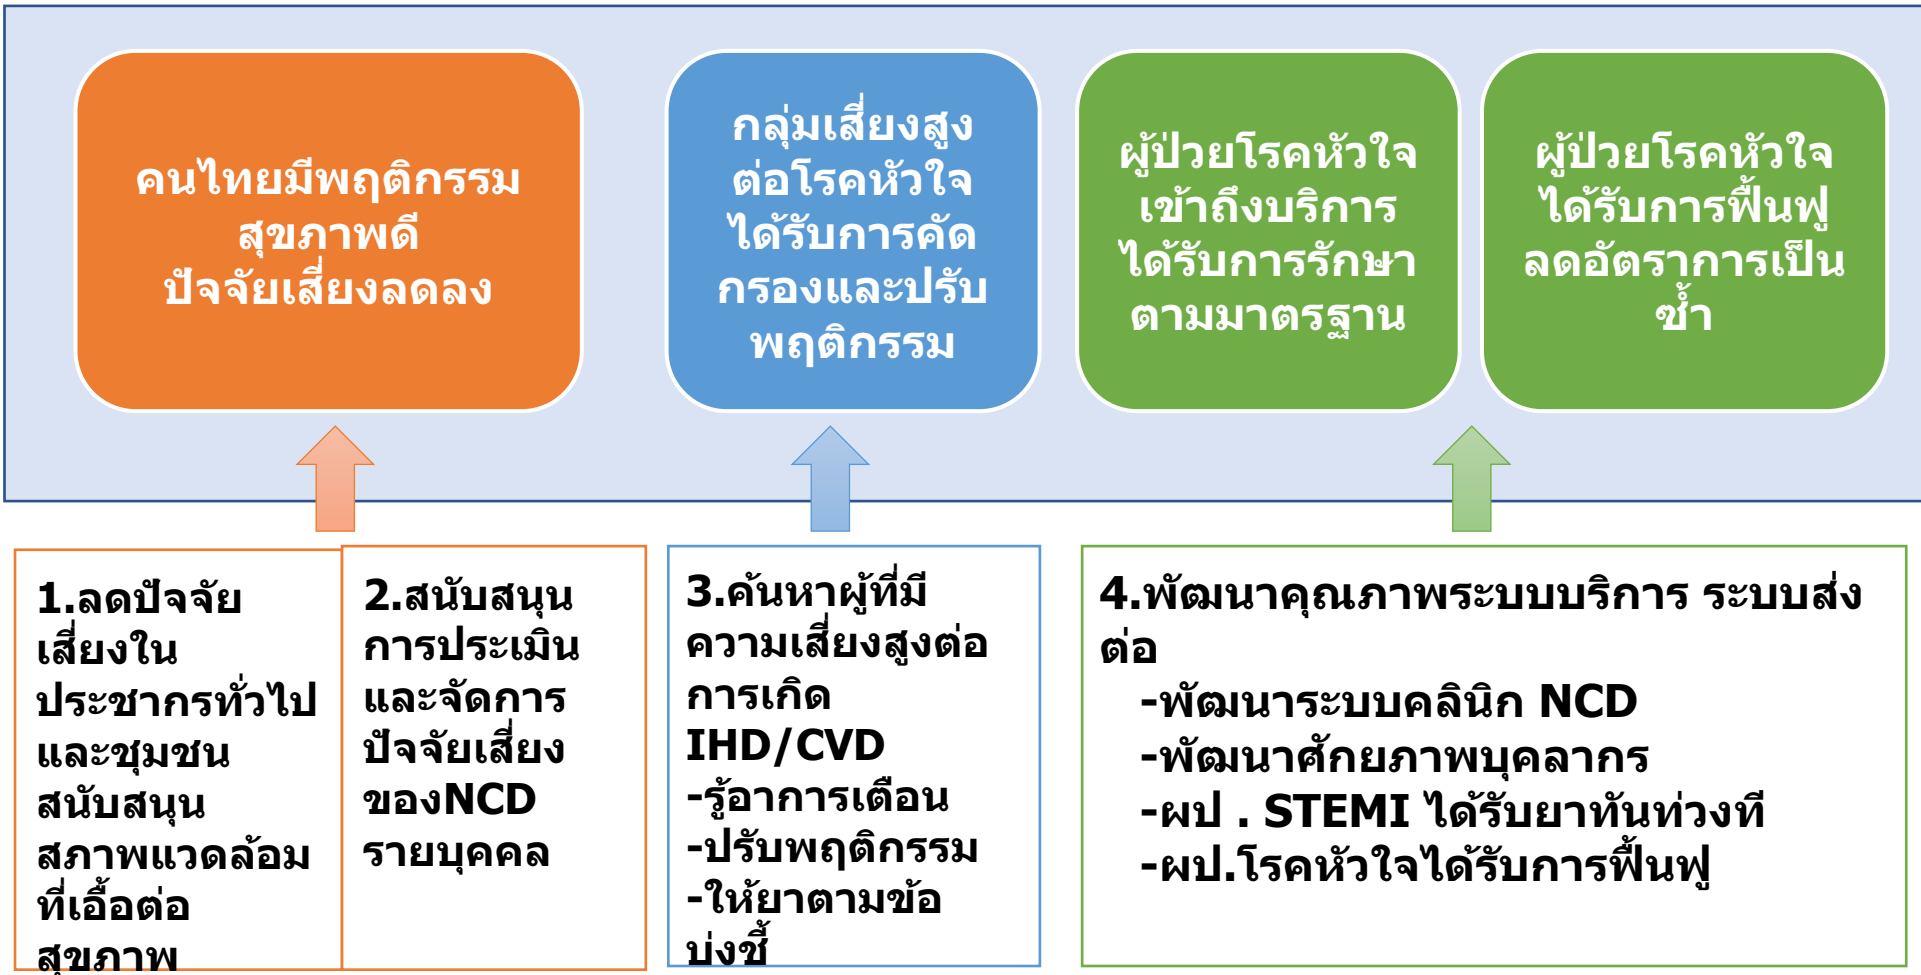 คนไทยมีพฤติกรรม
สุขภาพดี
ปัจจัยเสี่ยงลดลง
กลุ่มเสี่ยงสูง
ต่อโรคหัวใจ
ได้รับการคัด
กรองและปรับ
พฤติกรรม
ผู้ป่วยโรคหัวใจ
เข้าถึงบริการ
ได้รับการรักษา
ตามมาตรฐาน
ผู้ป่วยโรคหัวใจ
ได้รับการฟื้นฟู
ลดอัตราการเป็น
ซ้ำ
1.ลดปัจจัย
เสี่ยงใน
ประชากรทั่วไป
และชุมชน
สนับสนุน
สภาพแวดล้อม
ที่เอื้อต่อ
สุขภาพ
2.สนับสนุน
การประเมิน
และจัดการ
ปัจจัยเสี่ยง
ของNCD
รายบุคคล
3.ค้นหาผู้ที่มี
ความเสี่ยงสูงต่อ
การเกิด
IHD/CVD
-รู้อาการเตือน
-ปรับพฤติกรรม
-ให้ยาตามข้อ
บ่งชี้
4.พัฒนาคุณภาพระบบบริการ ระบบส่ง
ต่อ
-พัฒนาระบบคลินิก NCD
-พัฒนาศักยภาพบุคลากร
-ผป . STEMI ได้รับยาทันท่วงที
-ผป.โรคหัวใจได้รับการฟื้นฟู